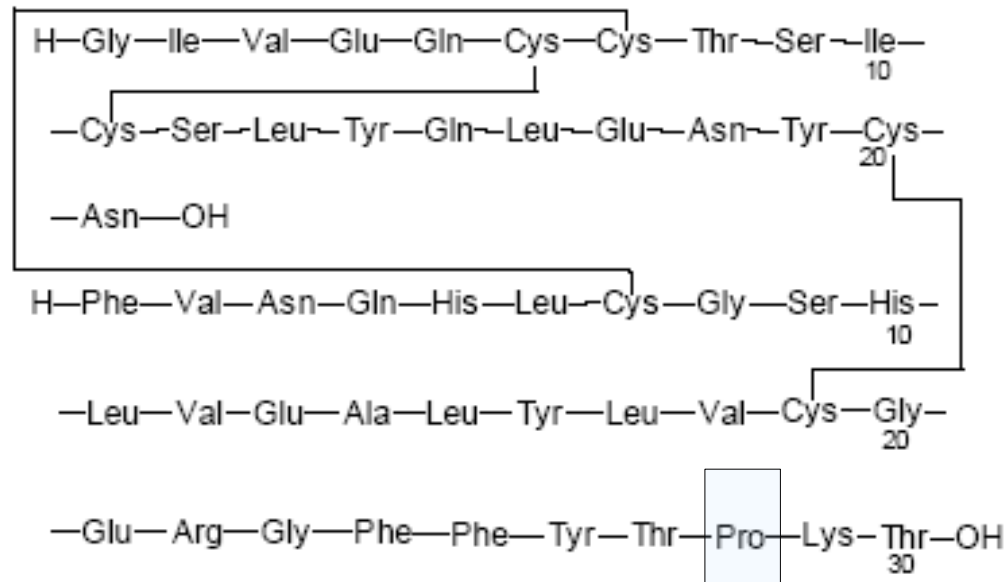 H—Gly—Ile—Val—Glu—Gln—Cys—Cys—Thr—Ser—Ile—
10
—Cys—Ser—Leu—Tyr—Gln—Leu—Glu—Asn—Tyr—Cys—
20
—Asn—OH
H—Phe—Val—Asn—Gln—His—Leu—Cys—Gly—Ser—His—
10
—Leu—Val—Glu—Ala—Leu—Tyr—Leu—Val—Cys—Gly—
20
—Glu—Arg—Gly—Phe—Phe—Tyr—Thr—Pro—Lys—Thr—OH
30